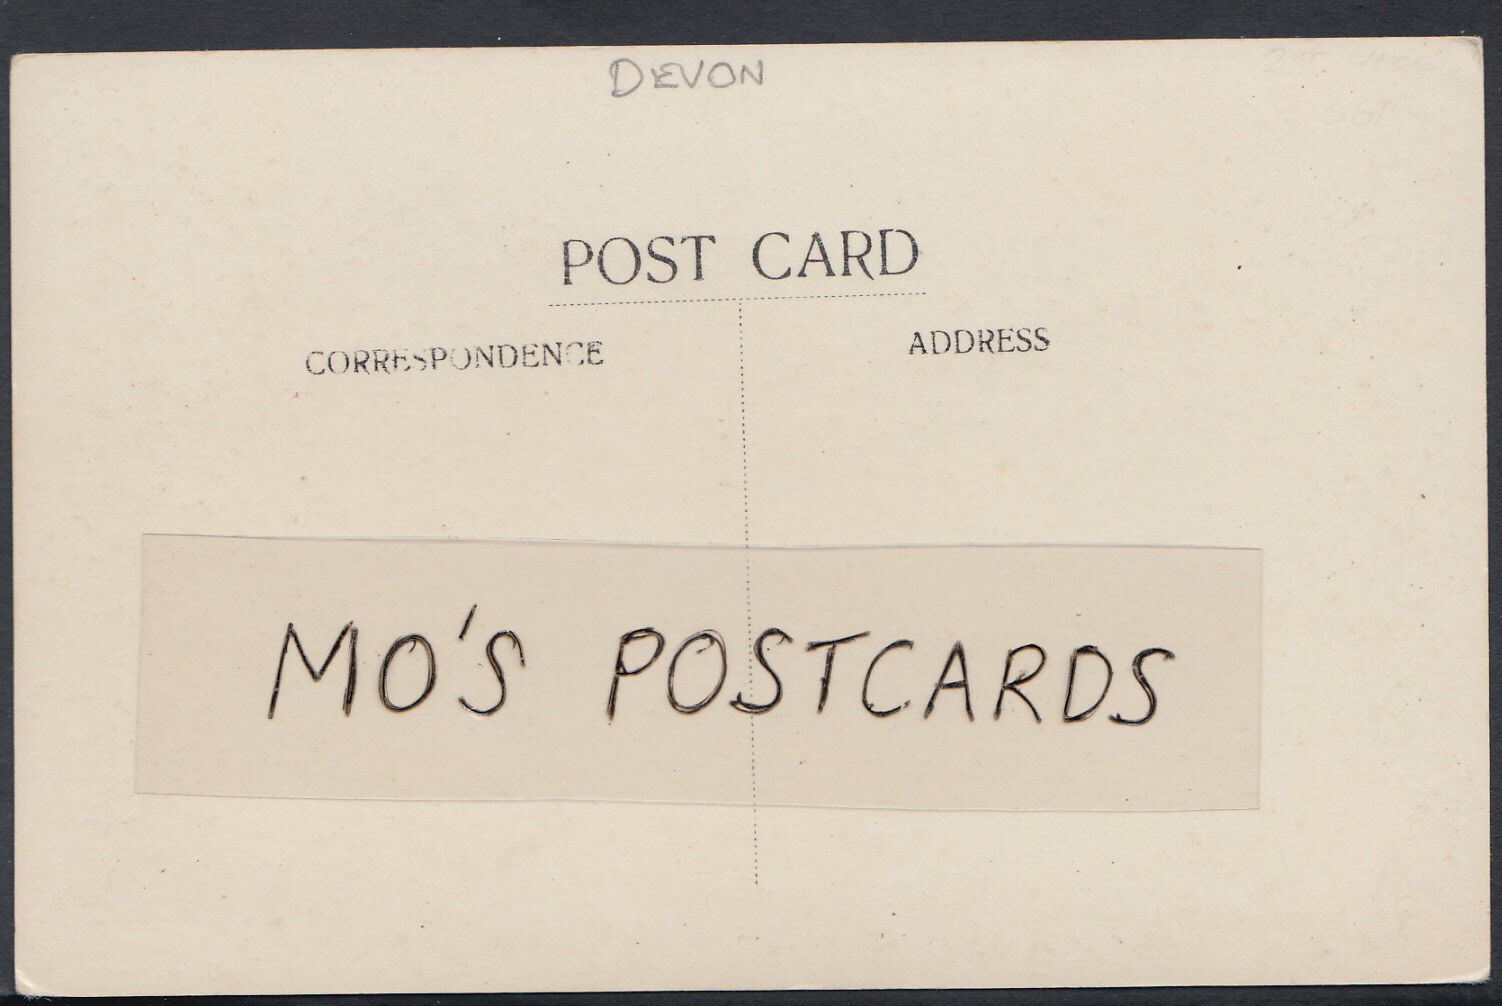 DEVON
POST CARD
CORRESPONDENCE
ADDRESS
MO'S POSTCARDS